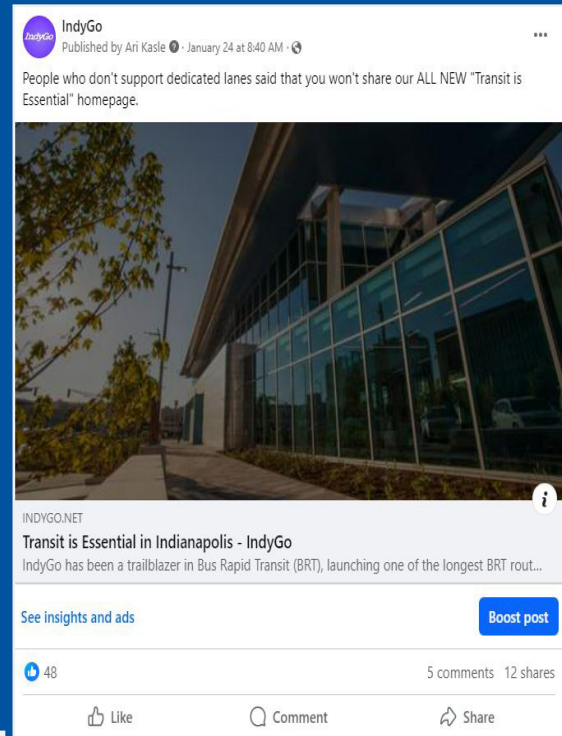 IndyGo
IndyGo
Published by Ari Kasle · January 24 at 8:40 AM ·
People who don't support dedicated lanes said that you won't share our ALL NEW "Transit is
Essential" homepage.
i
INDYGO.NET
Transit is Essential in Indianapolis - IndyGo
IndyGo has been a trailblazer in Bus Rapid Transit (BRT), launching one of the longest BRT rout...
See insights and ads
Boost post
48
5 comments 12 shares
Like
Comment
Share